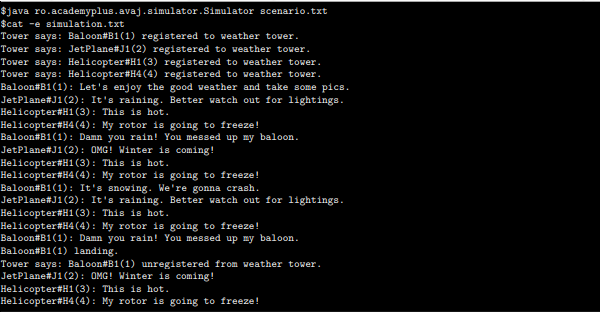 $java ro.academyplus.avaj.simulator.Simulator scenario.txt
$cat -e simulation.txt
Tower says: Baloon#B1(1) registered to weather tower.
Tower says: JetPlane#J1(2) registered to weather tower.
Tower says: Helicopter#H1(3) registered to weather tower.
Tower says: Helicopter#H4(4) registered to weather tower.
Baloon#B1(1): Let's enjoy the good weather and take some pics.
JetPlane#J1(2): It's raining. Better watch out for lightings.
Helicopter#H1(3): This is hot.
Helicopter#H4(4): My rotor is going to freeze!
Baloon#B1(1): Damn you rain! You messed up my baloon.
JetPlane#J1(2): OMG! Winter is coming!
Helicopter#H1(3): This is hot.
Helicopter#H4(4): My rotor is going to freeze!
Baloon#B1(1): It's snowing. We're gonna crash.
JetPlane#J1(2): It's raining. Better watch out for lightings.
Helicopter#H1(3): This is hot.
Helicopter#H4(4): My rotor is going to freeze!
Baloon#B1(1): Damn you rain! You messed up my baloon.
Baloon#B1(1) landing.
Tower says: Baloon#B1(1) unregistered from weather tower.
JetPlane#J1(2): OMG! Winter is coming!
Helicopter#H1(3): This is hot.
Helicopter#H4(4): My rotor is going to freeze!